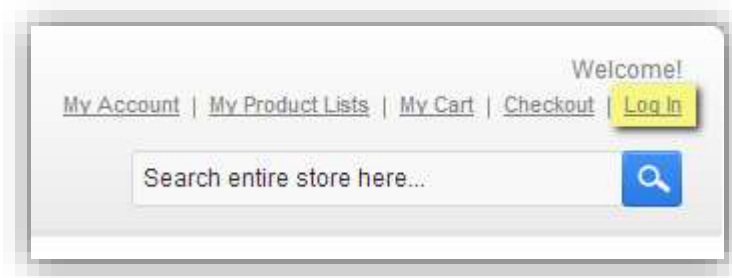 Welcome!
My Account | My Product Lists | My Cart | Checkout | Log In
Search entire store here...